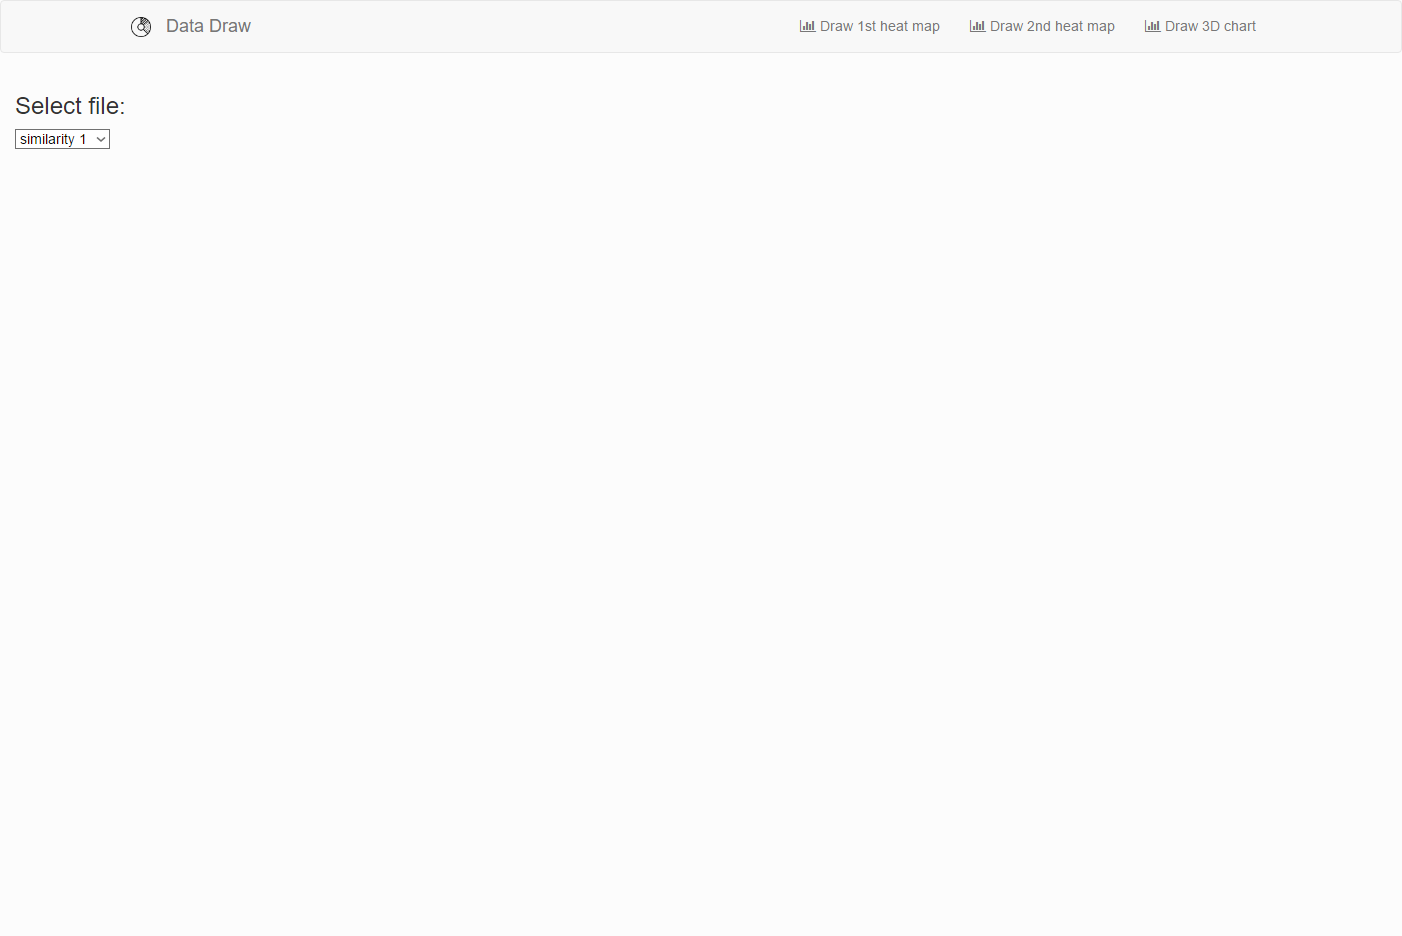 Data Draw Draw 1st heat map Draw 2nd heat map Draw 3D chart
Select file:
similarity 1